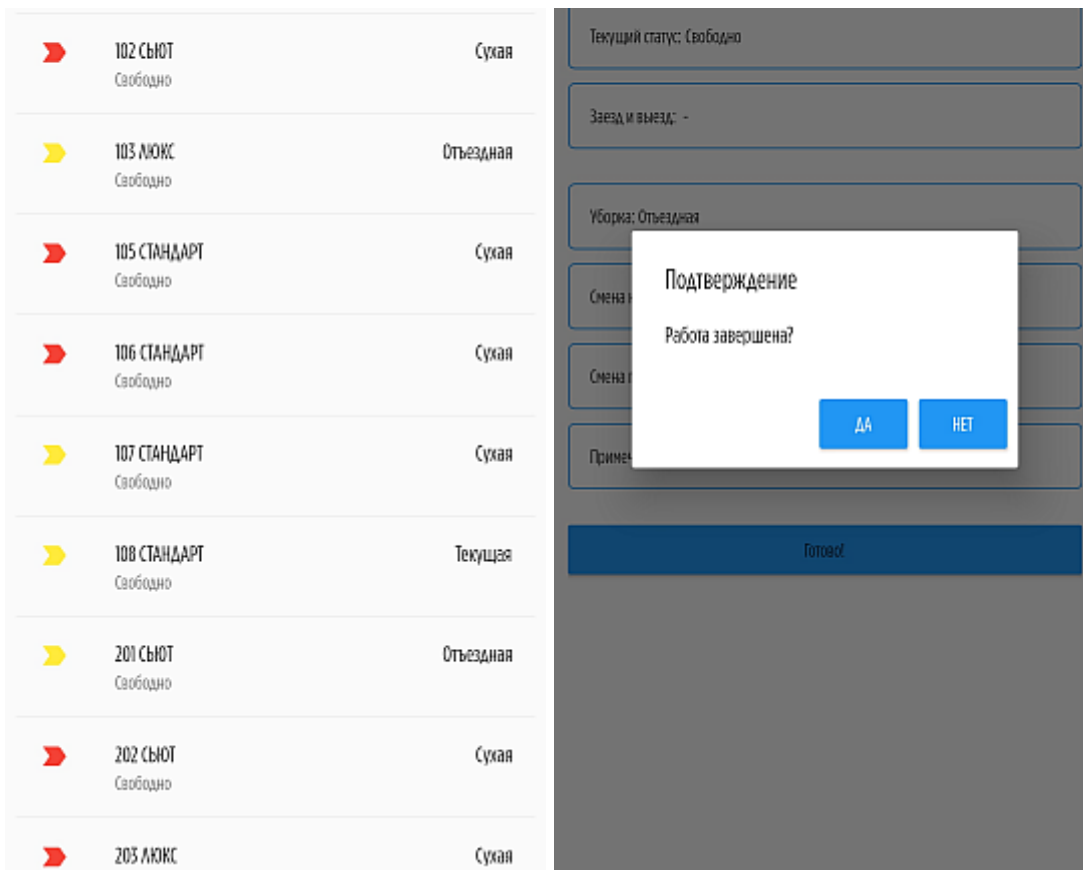 102 СЬЮТ Сухая
Свободно
103 ЛЮКС Отъездная
Свободно
105 СТАНДАРТ Сухая
Свободно
106 СТАНДАРТ Сухая
Свободно
107 СТАНДАРТ Сухая
Свободно
108 СТАНДАРТ Текущая
Свободно
201 СЬЮТ Отъездная
Свободно
202 СЬЮТ Сухая
Свободно
203 ЛЮКС Сухая
Текущий статус: Свободно
Заезд и выезд: -
Уборка: Отъездная
Смена
Смена
Подтверждение
Работа завершена?
ДА НЕТ
Готово!